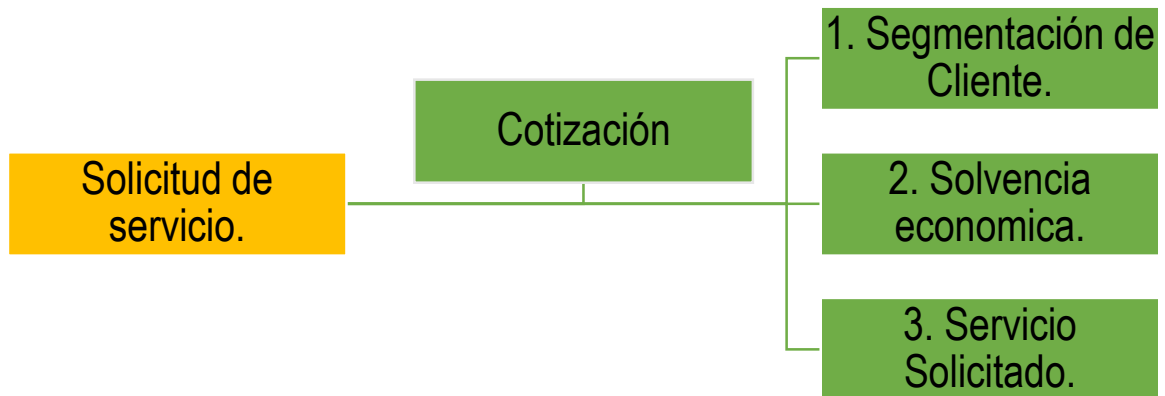 Solicitud de
servicio.
Cotización
1. Segmentación de
Cliente.
2. Solvencia
economica.
3. Servicio
Solicitado.